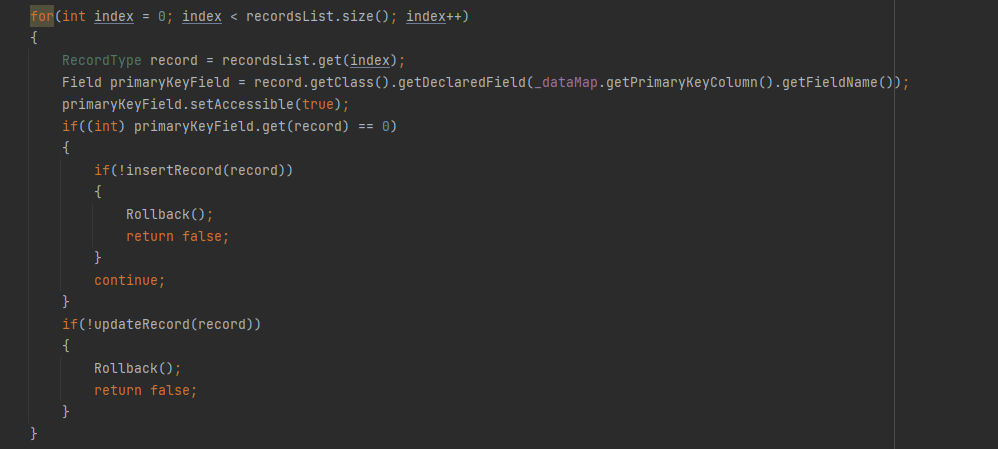 for(int index = 0; index < recordsList.size(); index++)
{
RecordType record = recordsList.get(index);
Field primaryKeyField = record.getClass().getDeclaredField(_dataMap.getPrimaryKeyColumn().getFieldName());
primaryKeyField.setAccessible(true);
if((int) primaryKeyField.get(record) == 0)
{
if(!insertRecord(record))
{
Rollback();
return false;
}
continue;
}
if(!updateRecord(record))
{
Rollback();
return false;
}
}